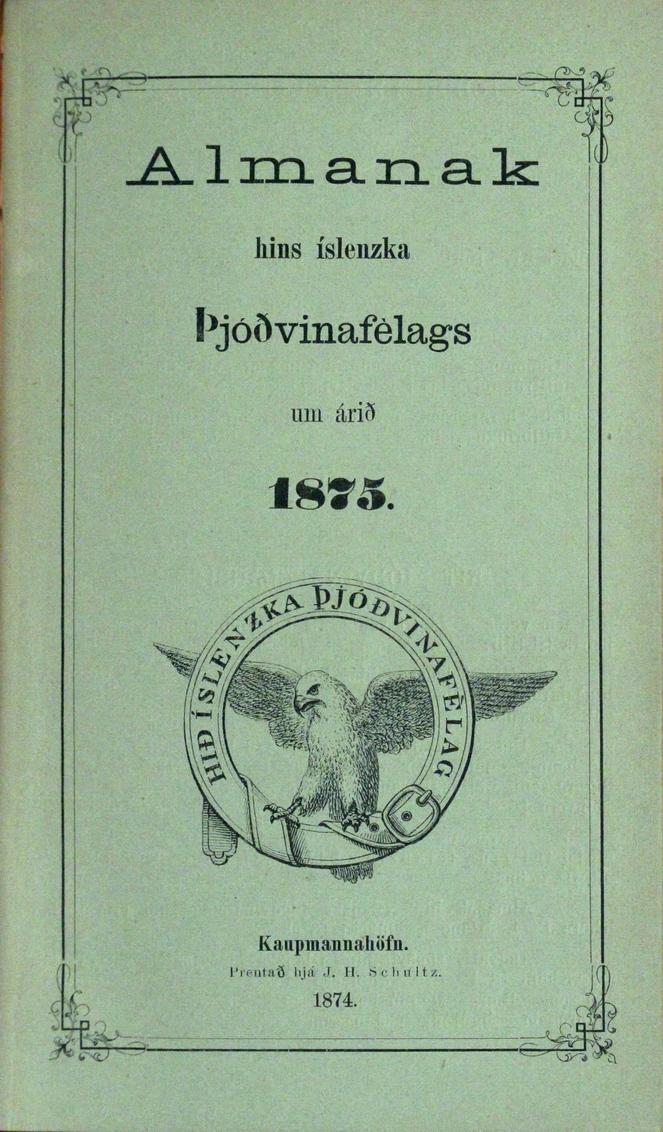 Almanak
hins íslenzka
Þjóðvinafèlags
um árið
1875.
HIÐ ÍSLENZKA ÞJÓÐVINAFÈLAG
Kaupmannahöfn.
Prentað hjá J. H. Schultz.
1874.